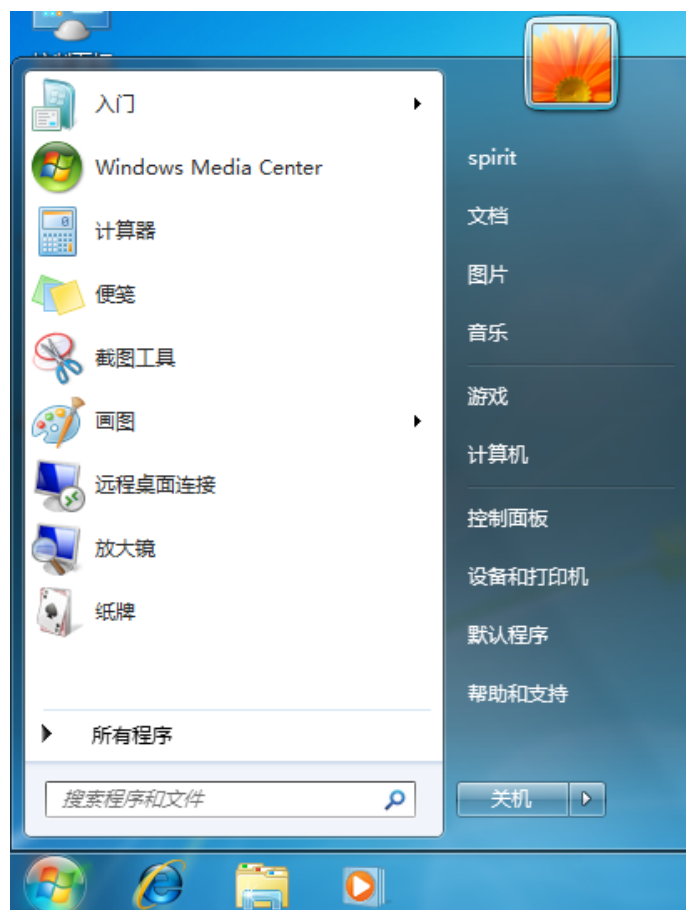 入门
Windows Media Center
计算器
便笺
截图工具
画图
远程桌面连接
放大镜
纸牌
所有程序
搜索程序和文件
spirit
文档
图片
音乐
游戏
计算机
控制面板
设备和打印机
默认程序
帮助和支持
关机